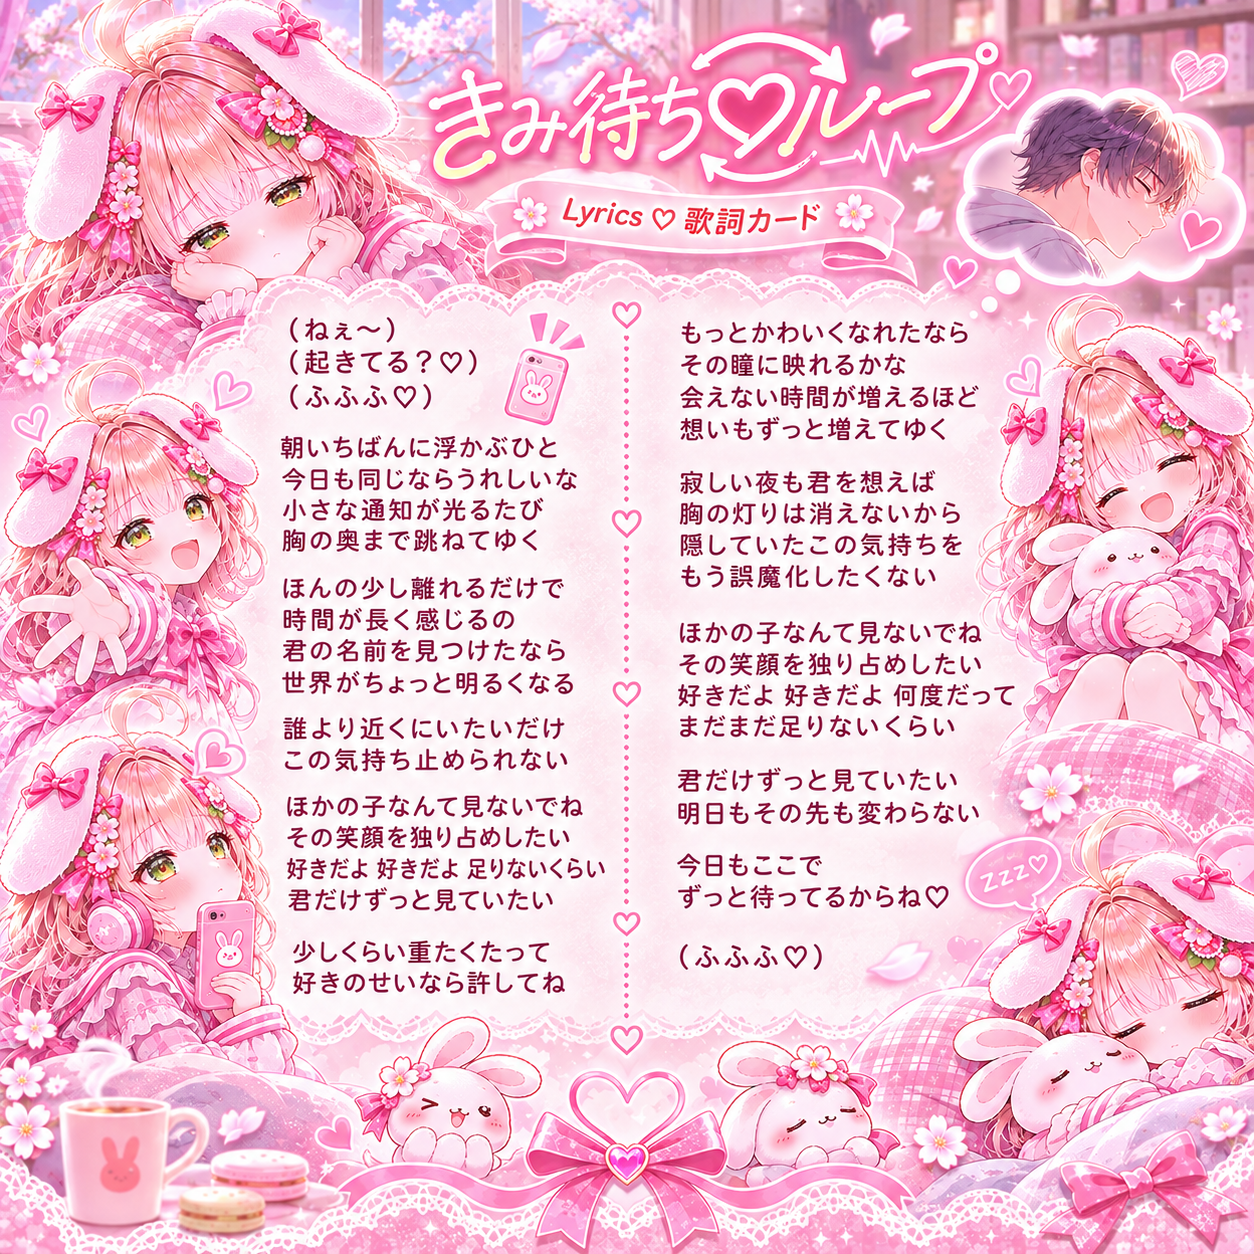 きみ待ち♡ループ
Lyrics ♡ 歌詞カード
(ねぇ～)
(起きてる？♡)
(ふふふ♡)
朝いちばんに浮かぶひと
今日も同じならうれしいな
小さな通知が光るたび
胸の奥まで跳ねてゆく
ほんの少し離れるだけで
時間が長く感じるの
君の名前を見つけたなら
世界がちょっと明るくなる
誰より近くにいたいだけ
この気持ち止められない
ほかの子なんて見ないでね
その笑顔を独り占めしたい
好きだよ 好きだよ 足りないくらい
君だけずっと見ていたい
少しくらい重たくたって
好きのせいなら許してね
もっとかわいくなれたなら
その瞳に映れるかな
会えない時間が増えるほど
想いもずっと増えてゆく
寂しい夜も君を想えば
胸の灯りは消えないから
隠していたこの気持ちを
もう誤魔化したくない
ほかの子なんて見ないでね
その笑顔を独り占めしたい
好きだよ 好きだよ 何度だって
まだまだ足りないくらい
君だけずっと見ていたい
明日もその先も変わらない
今日もここで
ずっと待ってるからね♡
(ふふふ♡)
zzz♡